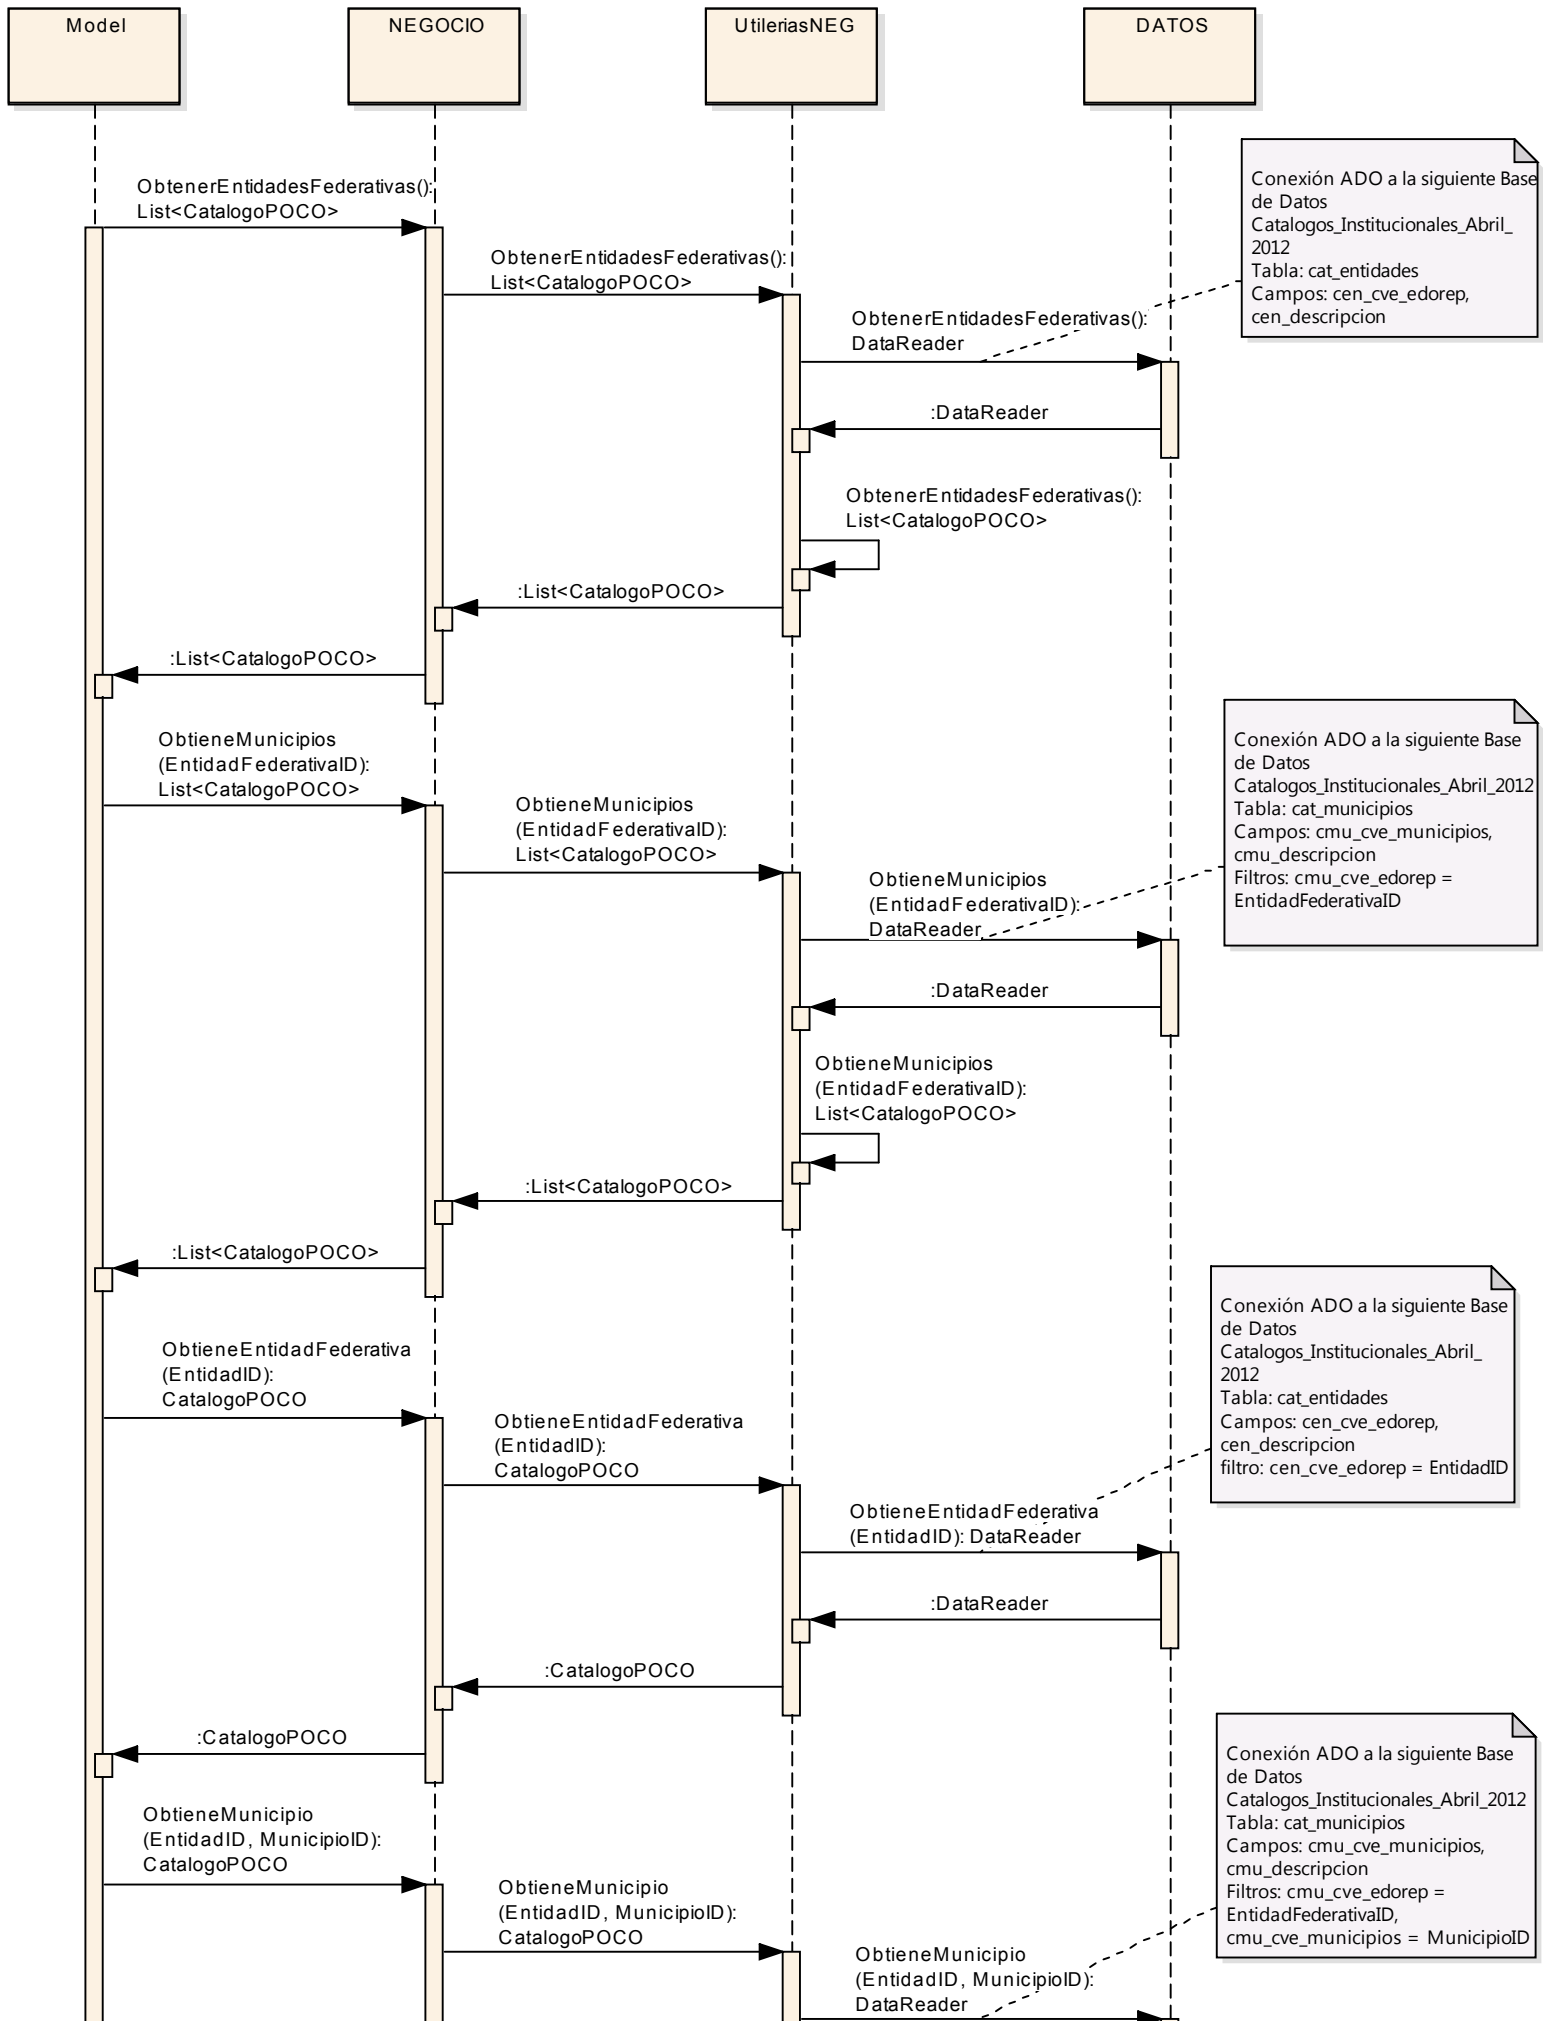 Model
NEGOCIO
UtileriasNEG
DATOS
ObtenerEntidadesFederativas():
List<CatalogoPOCO>
ObtenerEntidadesFederativas():
List<CatalogoPOCO>
ObtenerEntidadesFederativas():
DataReader
Conexión ADO a la siguiente Base
de Datos
Catalogos_Institucionales_Abril_
2012
Tabla: cat_entidades
Campos: cen_cve_edorep,
cen_descripcion
:DataReader
ObtenerEntidadesFederativas():
List<CatalogoPOCO>
:List<CatalogoPOCO>
:List<CatalogoPOCO>
ObtieneMunicipios
(EntidadFederativaID):
List<CatalogoPOCO>
ObtieneMunicipios
(EntidadFederativaID):
List<CatalogoPOCO>
ObtieneMunicipios
(EntidadFederativaID):
DataReader
Conexión ADO a la siguiente Base
de Datos
Catalogos_Institucionales_Abril_2012
Tabla: cat_municipios
Campos: cmu_cve_municipios,
cmu_descripcion
Filtros: cmu_cve_edorep =
EntidadFederativaID
:DataReader
ObtieneMunicipios
(EntidadFederativaID):
List<CatalogoPOCO>
:List<CatalogoPOCO>
:List<CatalogoPOCO>
ObtieneEntidadFederativa
(EntidadID):
CatalogoPOCO
ObtieneEntidadFederativa
(EntidadID):
CatalogoPOCO
ObtieneEntidadFederativa
(EntidadID): DataReader
Conexión ADO a la siguiente Base
de Datos
Catalogos_Institucionales_Abril_
2012
Tabla: cat_entidades
Campos: cen_cve_edorep,
cen_descripcion
filtro: cen_cve_edorep = EntidadID
:DataReader
:CatalogoPOCO
:CatalogoPOCO
ObtieneMunicipio
(EntidadID, MunicipioID):
CatalogoPOCO
ObtieneMunicipio
(EntidadID, MunicipioID):
CatalogoPOCO
ObtieneMunicipio
(EntidadID, MunicipioID):
DataReader
Conexión ADO a la siguiente Base
de Datos
Catalogos_Institucionales_Abril_2012
Tabla: cat_municipios
Campos: cmu_cve_municipios,
cmu_descripcion
Filtros: cmu_cve_edorep =
EntidadFederativaID,
cmu_cve_municipios = MunicipioID